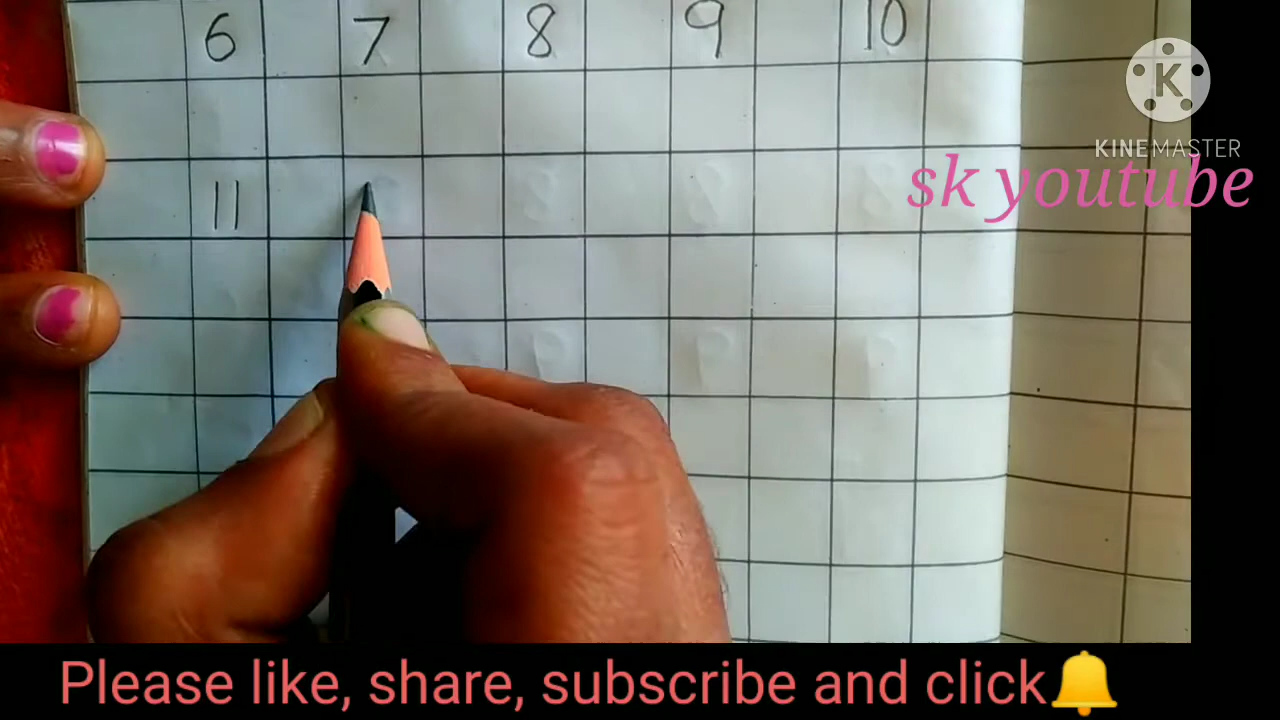 6 7 8 9 10
KINEMASTER
sk youtube
11
Please like, share, subscribe and click🔔